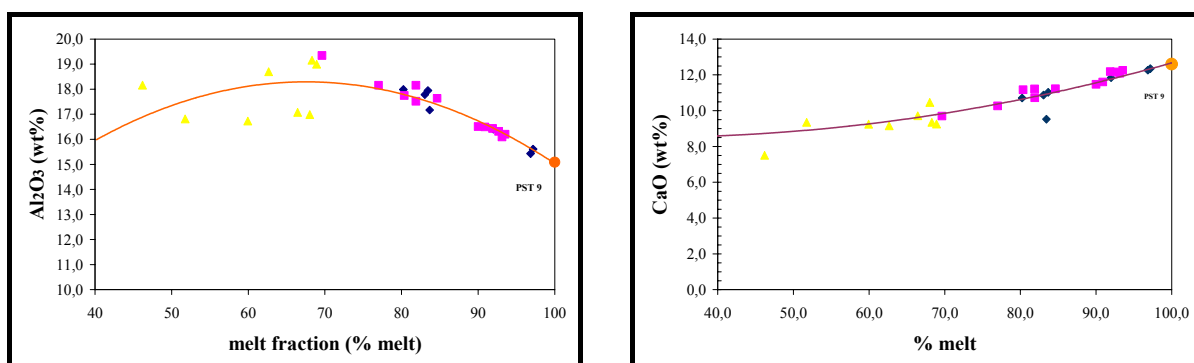 20,0
19,0
18,0
17,0
16,0
15,0
14,0
13,0
12,0
11,0
10,0
Al2O3 (wt%)
PST 9
40 50 60 70 80 90 100
melt fraction (% melt)
14,0
12,0
10,0
8,0
6,0
4,0
2,0
0,0
CaO (wt%)
PST 9
40,0 50,0 60,0 70,0 80,0 90,0 100,0
% melt